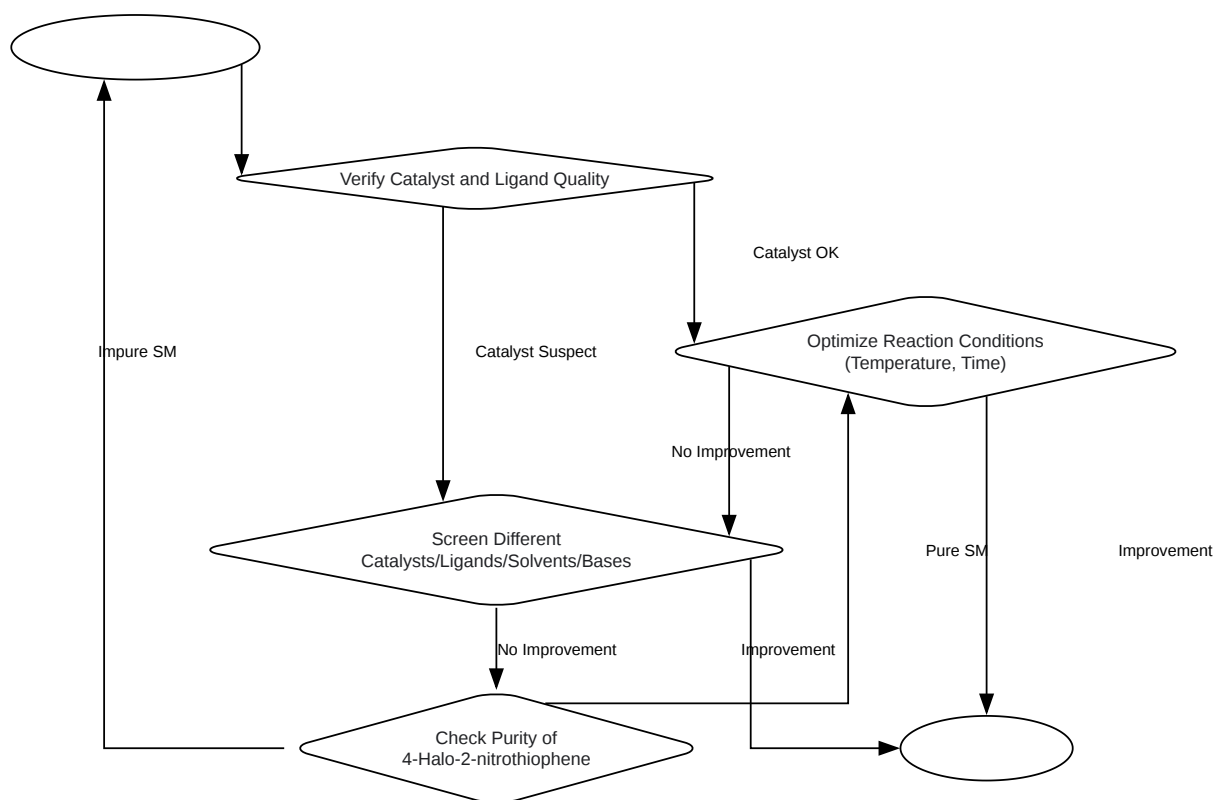 Verify Catalyst and Ligand Quality
Catalyst OK
Optimize Reaction Conditions
(Temperature, Time)
Impure SM
Catalyst Suspect
No Improvement
Screen Different
Catalysts/Ligands/Solvents/Bases
Pure SM
Improvement
No Improvement
Improvement
Check Purity of
4-Halo-2-nitrothiophene